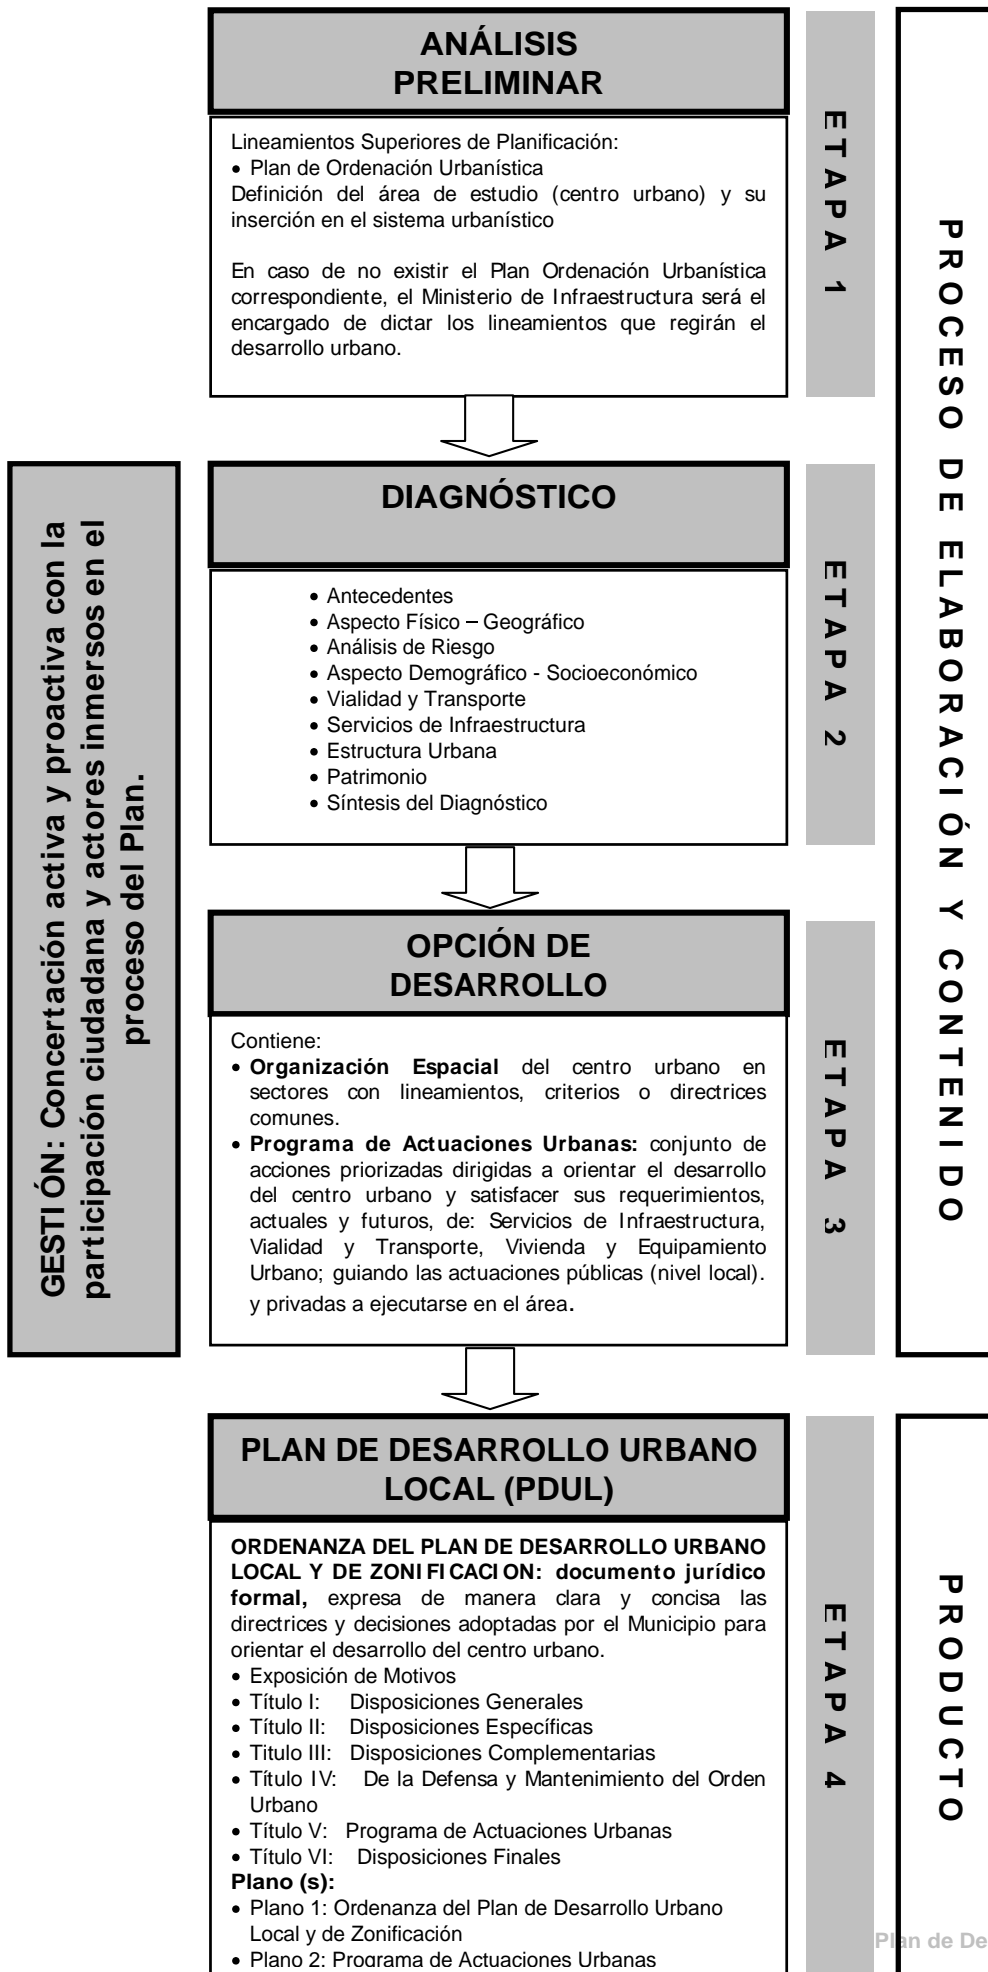 ANÁLISIS
PRELIMINAR
Lineamientos Superiores de Planificación:
• Plan de Ordenación Urbanística
Definición del área de estudio (centro urbano) y su
inserción en el sistema urbanístico
En caso de no existir el Plan Ordenación Urbanística
correspondiente, el Ministerio de Infraestructura será el
encargado de dictar los lineamientos que regirán el
desarrollo urbano.
ETAPA 1
DIAGNÓSTICO
• Antecedentes
• Aspecto Físico – Geográfico
• Análisis de Riesgo
• Aspecto Demográfico - Socioeconómico
• Vialidad y Transporte
• Servicios de Infraestructura
• Estructura Urbana
• Patrimonio
• Síntesis del Diagnóstico
ETAPA 2
GESTIÓN: Concertación activa y proactiva con la
participación ciudadana y actores inmersos en el
proceso del Plan.
OPCIÓN DE
DESARROLLO
Contiene:
• Organización Espacial del centro urbano en
sectores con lineamientos, criterios o directrices
comunes.
• Programa de Actuaciones Urbanas: conjunto de
acciones priorizadas dirigidas a orientar el desarrollo
del centro urbano y satisfacer sus requerimientos,
actuales y futuros, de: Servicios de Infraestructura,
Vialidad y Transporte, Vivienda y Equipamiento
Urbano; guiando las actuaciones públicas (nivel local).
y privadas a ejecutarse en el área.
ETAPA 3
PROCESO DE ELABORACIÓN Y CONTENIDO
PLAN DE DESARROLLO URBANO
LOCAL (PDUL)
ORDENANZA DEL PLAN DE DESARROLLO URBANO
LOCAL Y DE ZONIFICACION: documento jurídico
formal, expresa de manera clara y concisa las
directrices y decisiones adoptadas por el Municipio para
orientar el desarrollo del centro urbano.
• Exposición de Motivos
• Título I: Disposiciones Generales
• Título II: Disposiciones Específicas
• Titulo III: Disposiciones Complementarias
• Título IV: De la Defensa y Mantenimiento del Orden
Urbano
• Título V: Programa de Actuaciones Urbanas
• Título VI: Disposiciones Finales
Plano (s):
• Plano 1: Ordenanza del Plan de Desarrollo Urbano
Local y de Zonificación
• Plano 2: Programa de Actuaciones Urbanas
ETAPA 4
PRODUCTO
Plan de De